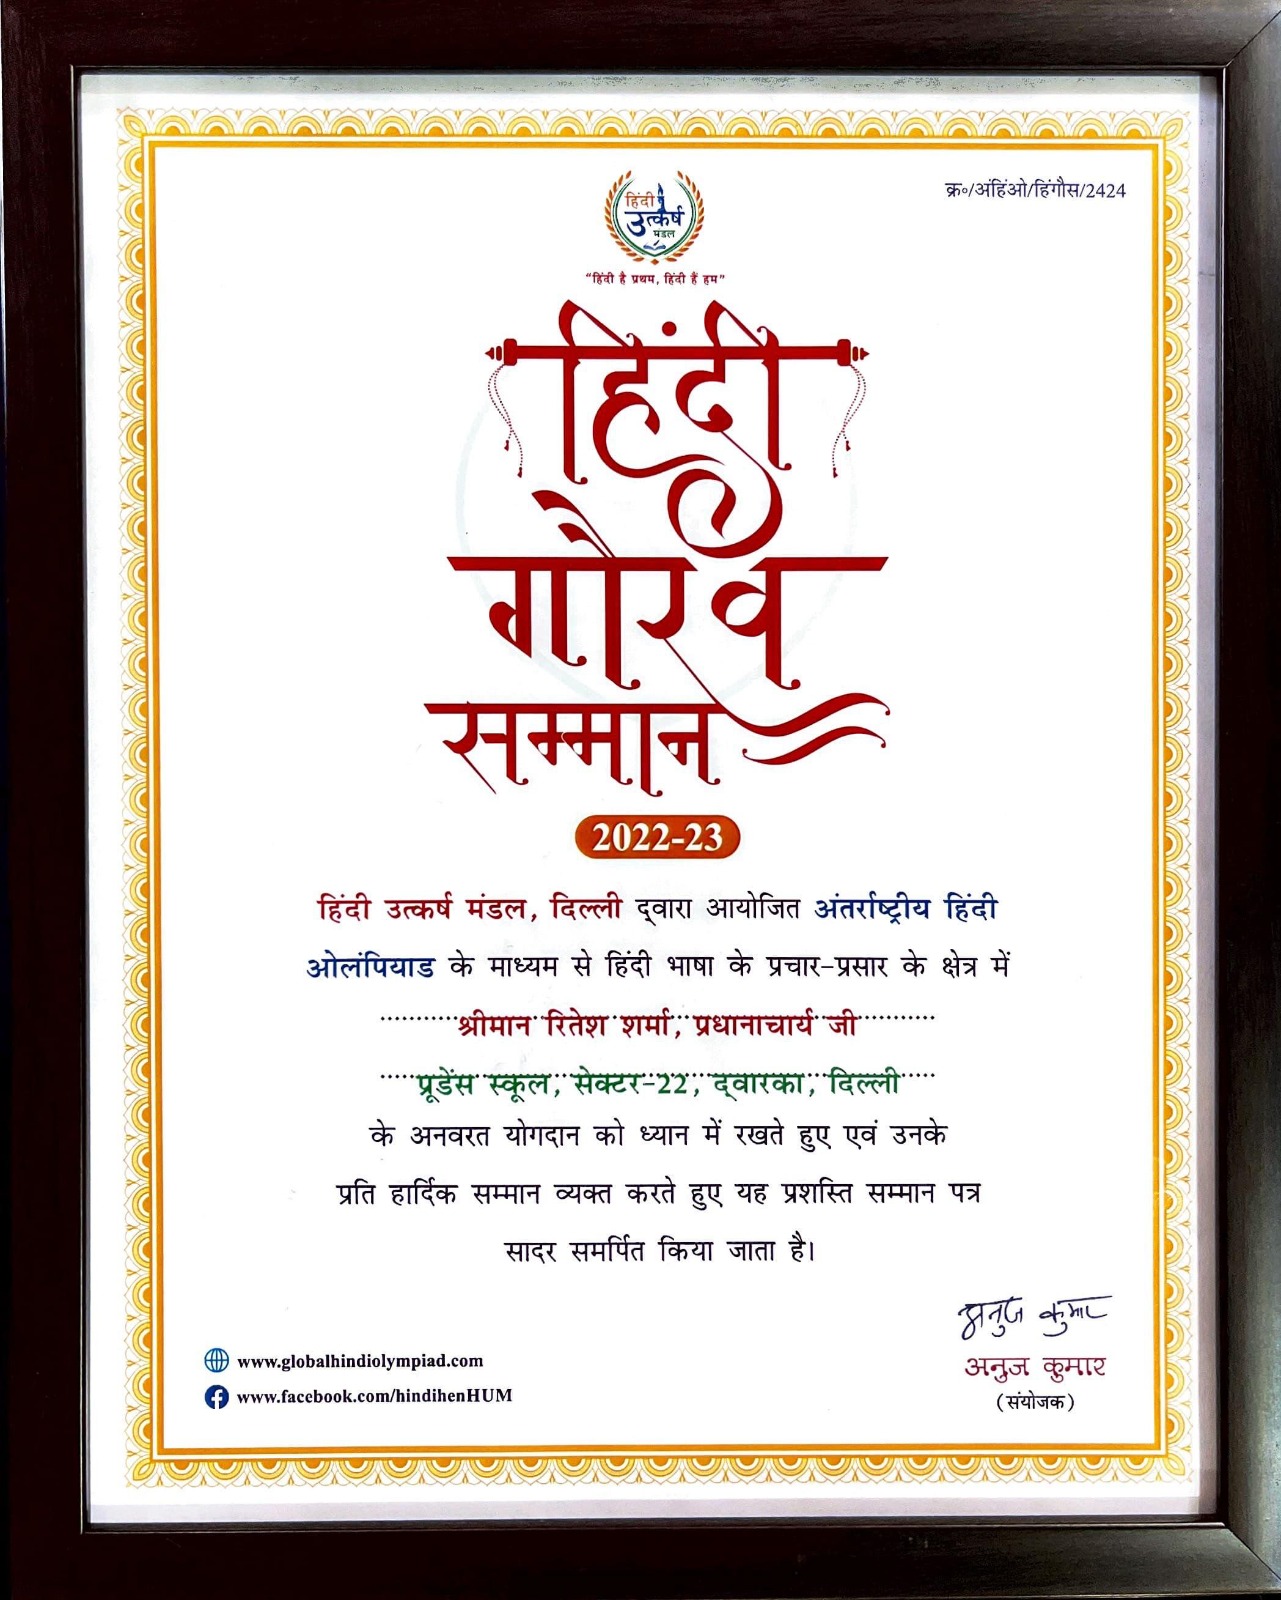 क्र०/अंहिंओ/हिंगौस/2424
हिंदी
उत्कर्ष
मंडल
"हिंदी है प्रथम, हिंदी हैं हम"
हिंदी
गौरव
सम्मान
2022-23
हिंदी उत्कर्ष मंडल, दिल्ली द्वारा आयोजित अंतर्राष्ट्रीय हिंदी
ओलंपियाड के माध्यम से हिंदी भाषा के प्रचार-प्रसार के क्षेत्र में
श्रीमान रितेश शर्मा, प्रधानाचार्य जी
प्रूडेंस स्कूल, सेक्टर-22, द्वारका, दिल्ली
के अनवरत योगदान को ध्यान में रखते हुए एवं उनके
प्रति हार्दिक सम्मान व्यक्त करते हुए यह प्रशस्ति सम्मान पत्र
सादर समर्पित किया जाता है।
अनुज कुमार
अनुज कुमार
(संयोजक)
www.globalhindiolympiad.com
www.facebook.com/hindihenHUM